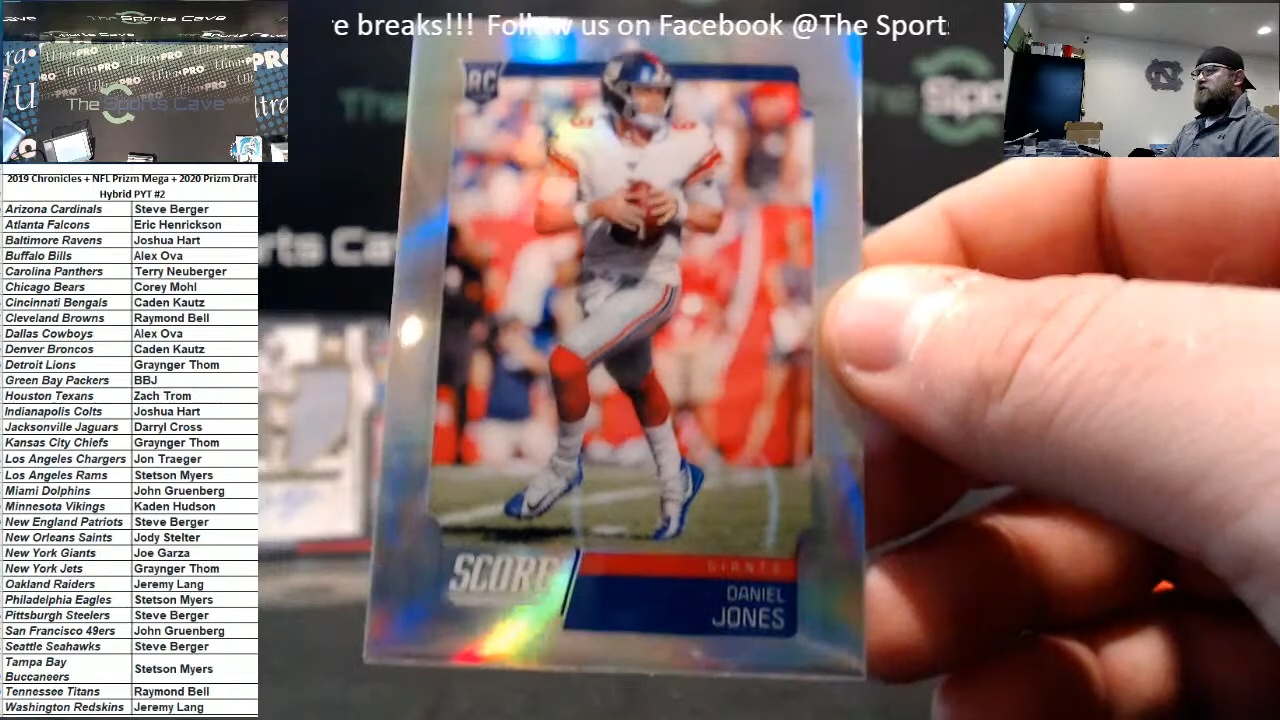 e breaks!!! Follow us on Facebook @The Sport
The Sports Cave
2019 Chronicles + NFL Prizm Mega + 2020 Prizm Draft
Hybrid PYT #2
Arizona Cardinals Steve Berger
Atlanta Falcons Eric Henrickson
Baltimore Ravens Joshua Hart
Buffalo Bills Alex Ova
Carolina Panthers Terry Neuberger
Chicago Bears Corey Mohl
Cincinnati Bengals Caden Kautz
Cleveland Browns Raymond Bell
Dallas Cowboys Alex Ova
Denver Broncos Caden Kautz
Detroit Lions Graynger Thom
Green Bay Packers BBJ
Houston Texans Zach Trom
Indianapolis Colts Joshua Hart
Jacksonville Jaguars Darryl Cross
Kansas City Chiefs Graynger Thom
Los Angeles Chargers Jon Traeger
Los Angeles Rams Stetson Myers
Miami Dolphins John Gruenberg
Minnesota Vikings Kaden Hudson
New England Patriots Steve Berger
New Orleans Saints Jody Stelter
New York Giants Joe Garza
New York Jets Graynger Thom
Oakland Raiders Jeremy Lang
Philadelphia Eagles Stetson Myers
Pittsburgh Steelers Steve Berger
San Francisco 49ers John Gruenberg
Seattle Seahawks Steve Berger
Tampa Bay
Buccaneers Stetson Myers
Tennessee Titans Raymond Bell
Washington Redskins Jeremy Lang
RC
SCORE
GIANTS
DANIEL
JONES